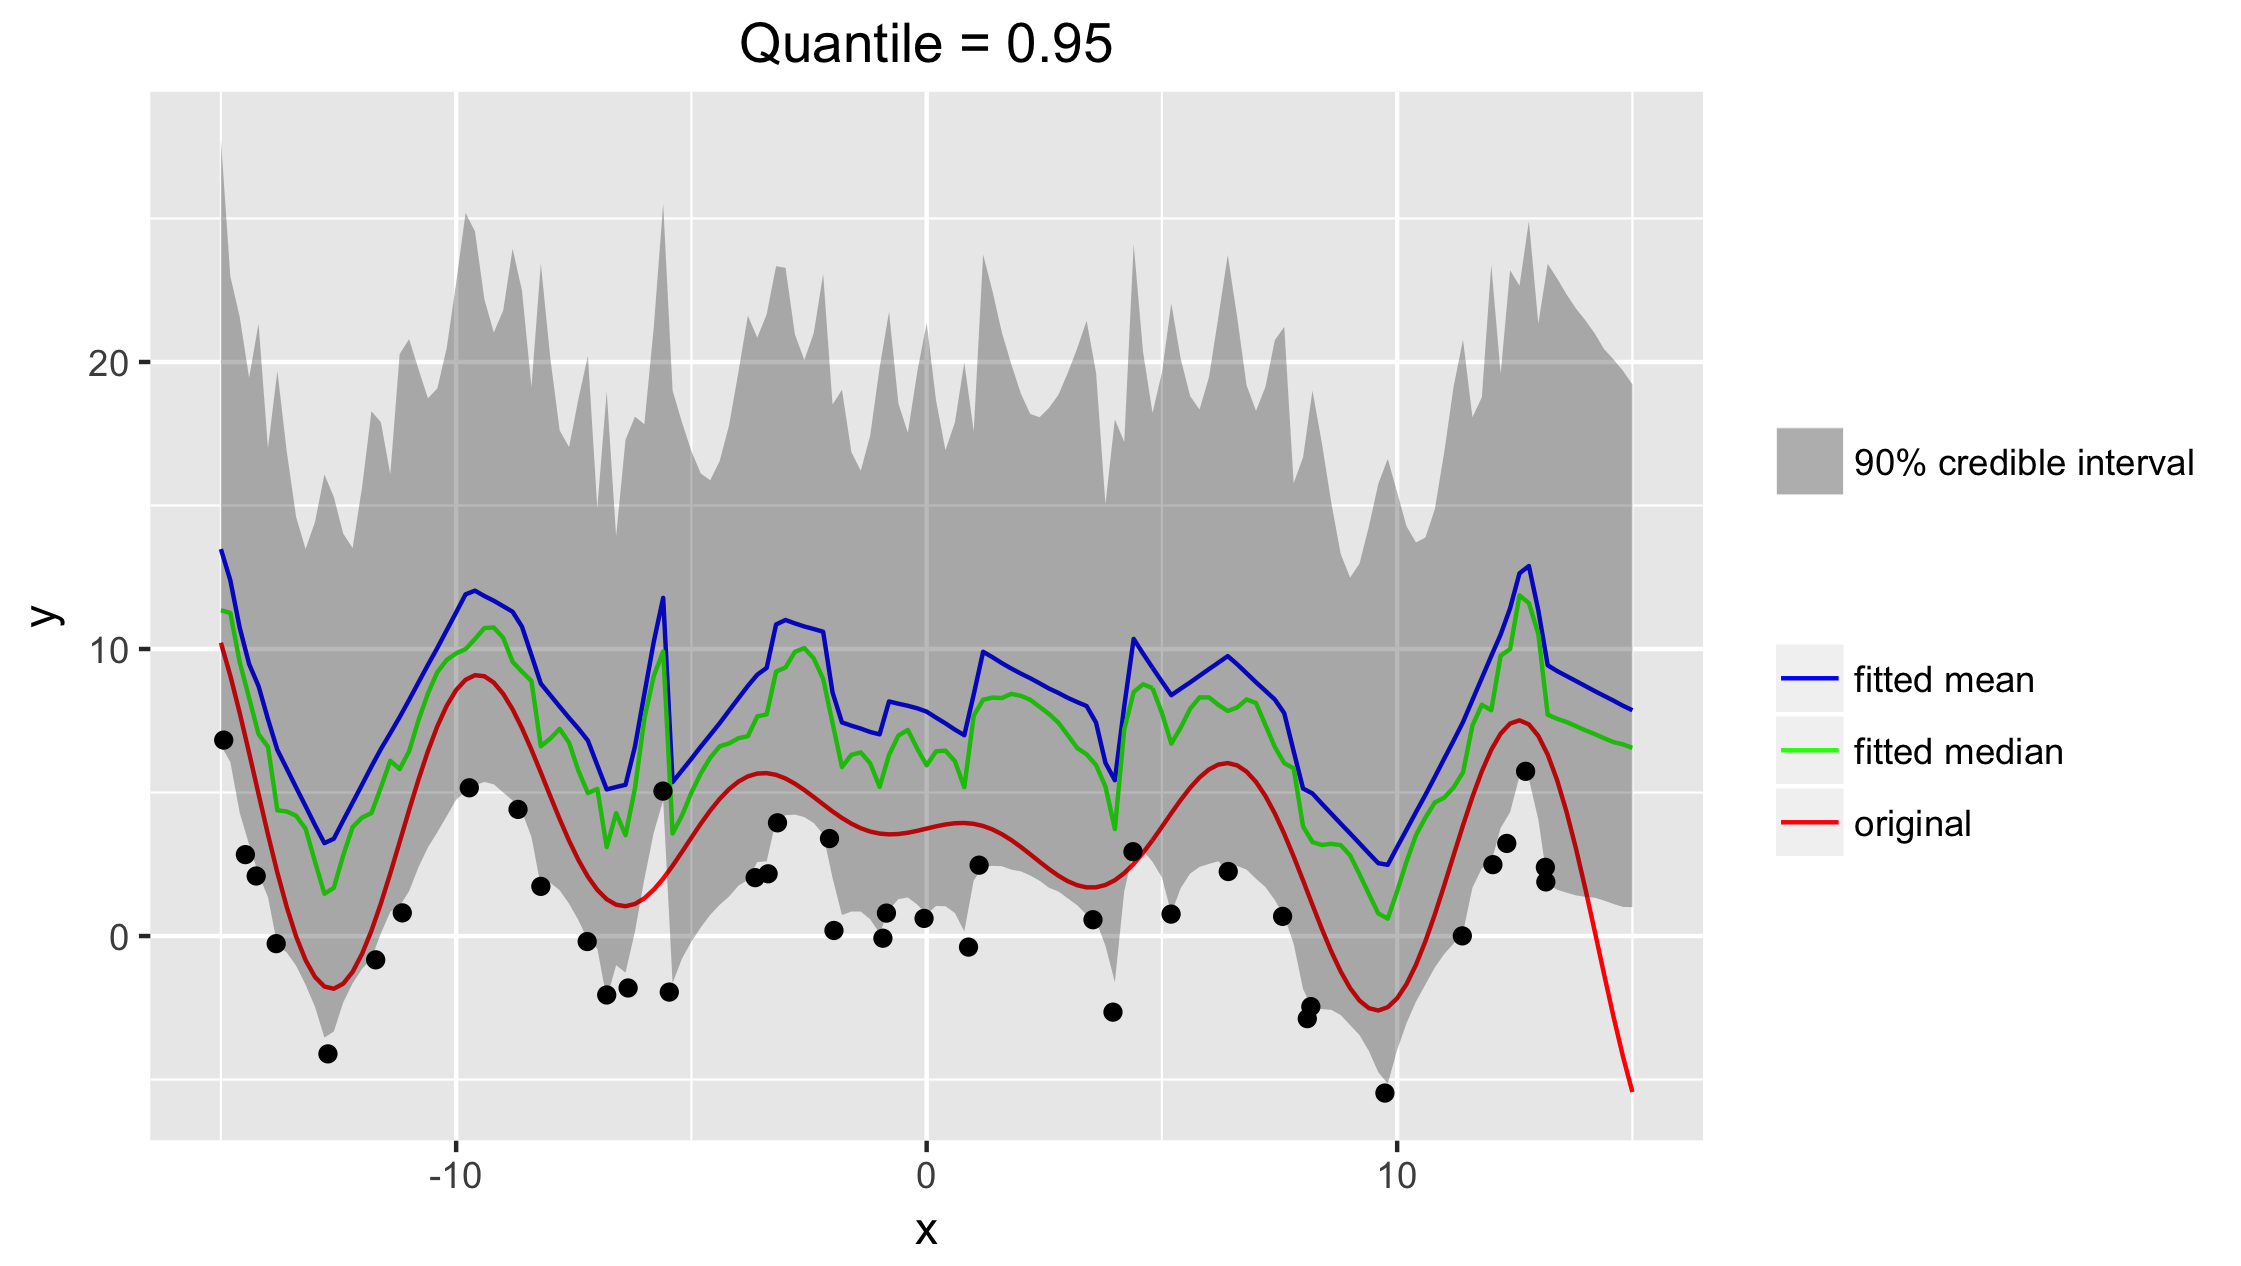 Quantile = 0.95
y
20
10
0
-10
0
10
x
90% credible interval
fitted mean
fitted median
original